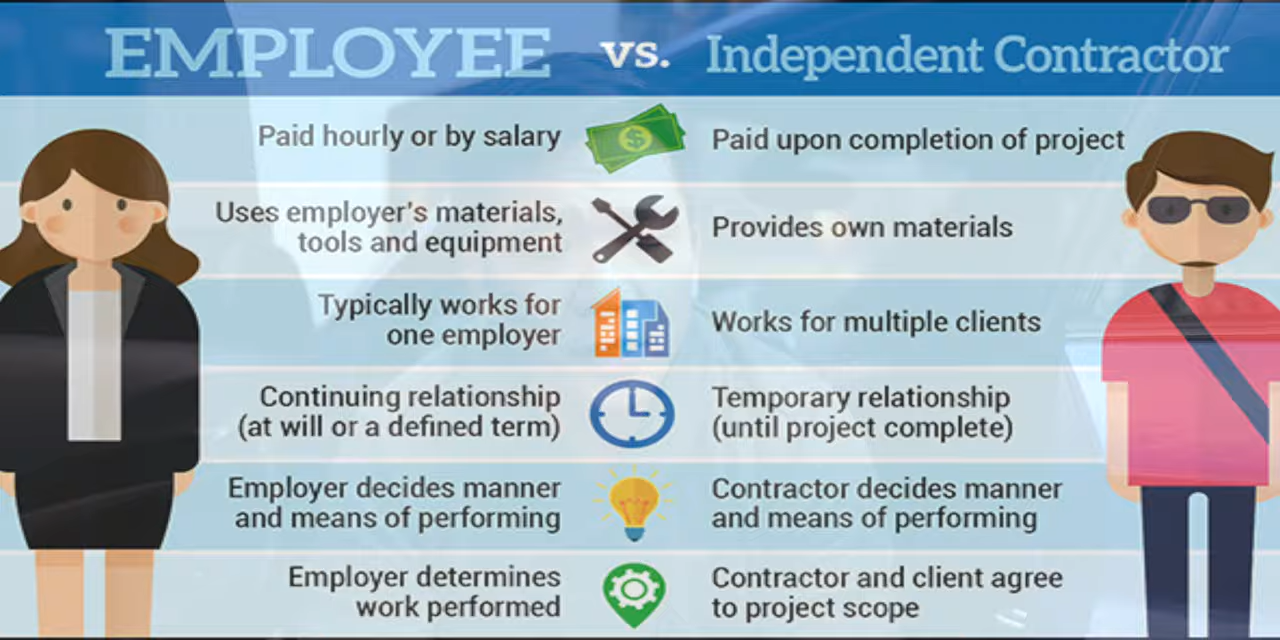 EMPLOYEE vs. Independent Contractor
Paid hourly or by salary
Paid upon completion of project
Uses employer's materials,
tools and equipment
Provides own materials
Typically works for
one employer
Works for multiple clients
Continuing relationship
(at will or a defined term)
Temporary relationship
(until project complete)
Employer decides manner
and means of performing
Contractor decides manner
and means of performing
Employer determines
work performed
Contractor and client agree
to project scope